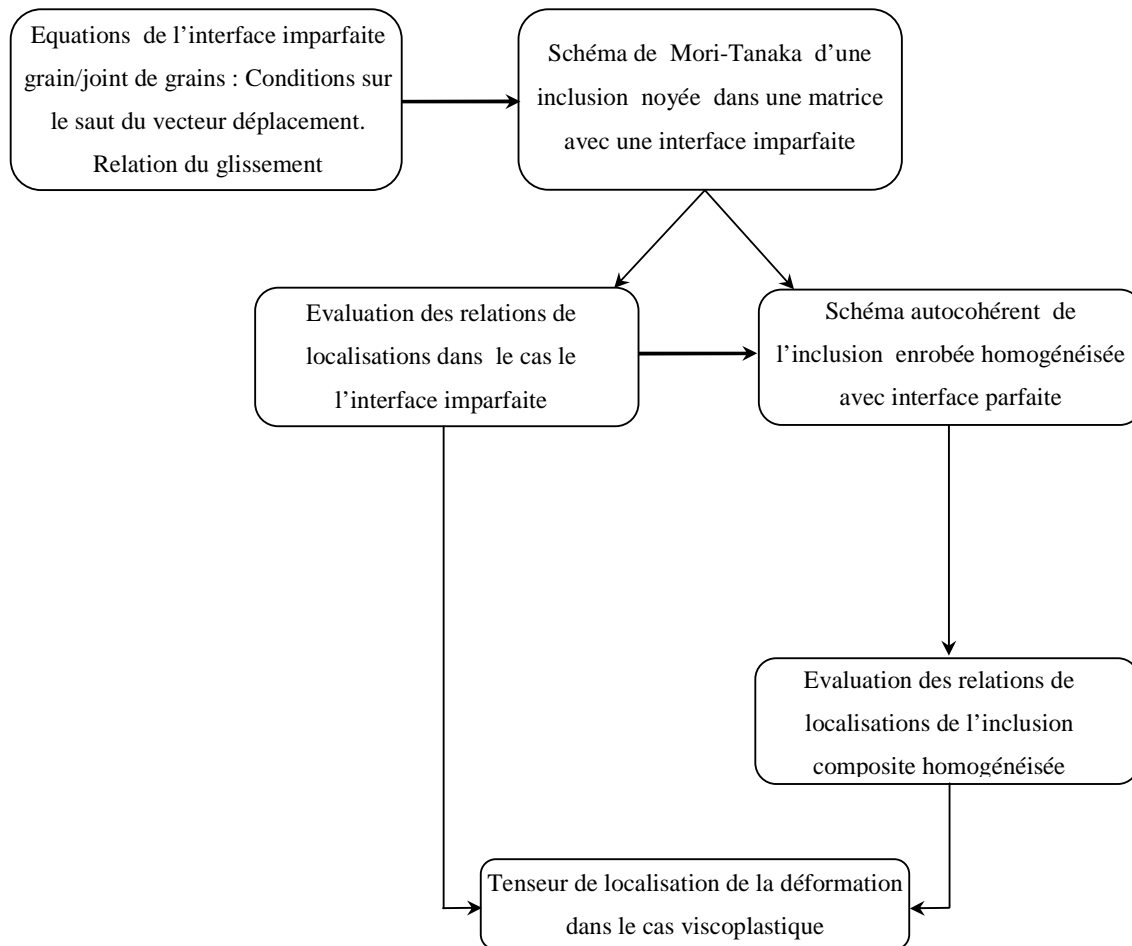 Equations de l’interface imparfaite
grain/joint de grains : Conditions sur
le saut du vecteur déplacement.
Relation du glissement
Schéma de Mori-Tanaka d’une
inclusion noyée dans une matrice
avec une interface imparfaite
Evaluation des relations de
localisations dans le cas le
l’interface imparfaite
Schéma autocohérent de
l’inclusion enrobée homogénéisée
avec interface parfaite
Evaluation des relations de
localisations de l’inclusion
composite homogénéisée
Tenseur de localisation de la déformation
dans le cas viscoplastique